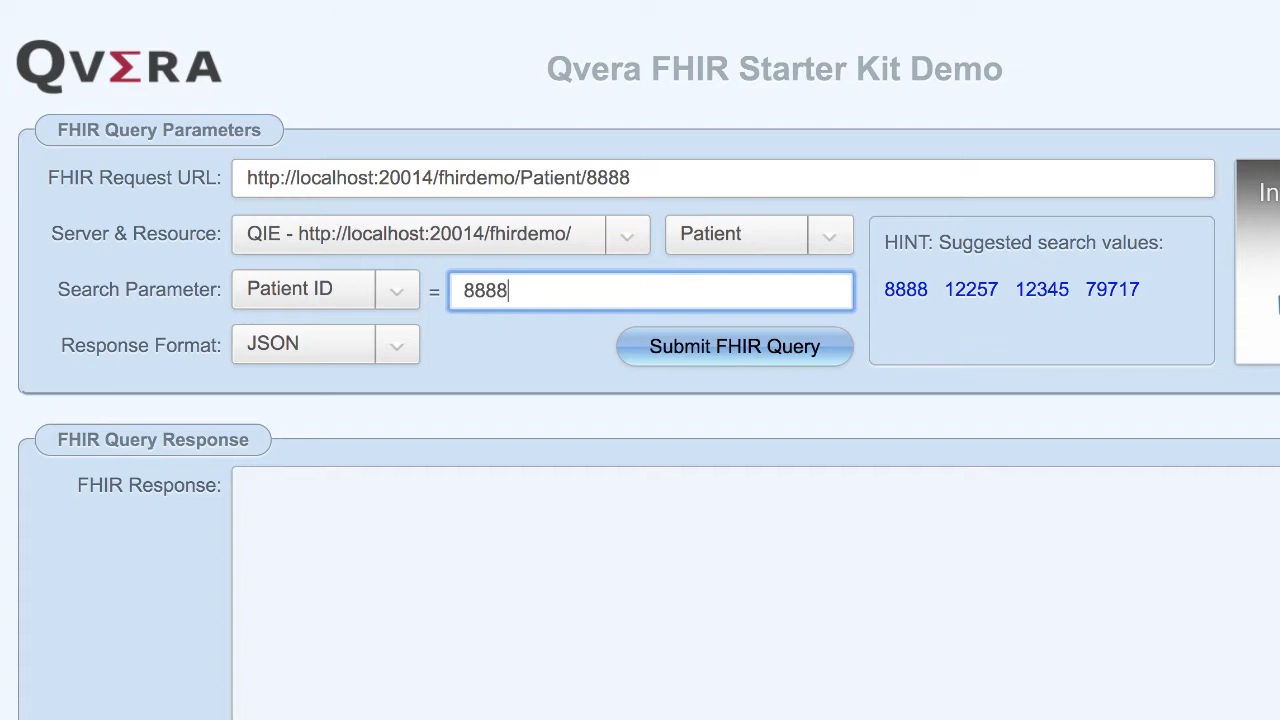 QVΣRA
Qvera FHIR Starter Kit Demo
FHIR Query Parameters
FHIR Request URL: http://localhost:20014/fhirdemo/Patient/8888
Server & Resource: QIE - http://localhost:20014/fhirdemo/ Patient
HINT: Suggested search values:
Search Parameter: Patient ID = 8888
8888 12257 12345 79717
Response Format: JSON
Submit FHIR Query
FHIR Query Response
FHIR Response: